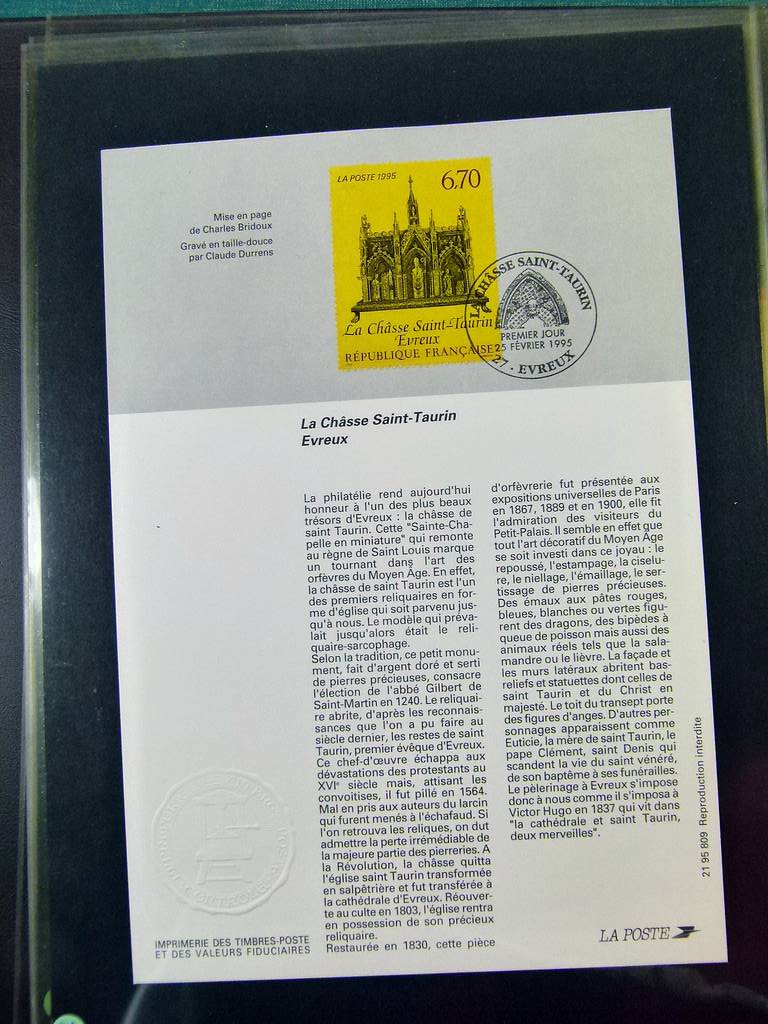 LA POSTE 1995
6,70
La Châsse Saint-Taurin
Evreux
RÉPUBLIQUE FRANÇAISE
LA CHÂSSE SAINT-TAURIN
PREMIER JOUR
25 FÉVRIER 1995
27 · EVREUX
Mise en page
de Charles Bridoux
Gravé en taille-douce
par Claude Durrens
La Châsse Saint-Taurin
Evreux
La philatélie rend aujourd'hui
honneur à l'un des plus beaux
trésors d'Evreux : la châsse de
saint Taurin. Cette "Sainte-Cha-
pelle en miniature" qui remonte
au règne de Saint Louis marque
un tournant dans l'art des
orfèvres du Moyen Âge. En effet,
la châsse de saint Taurin est l'un
des premiers reliquaires en for-
me d'église qui soit parvenu jus-
qu'à nous. Le modèle qui préva-
lait jusqu'alors était le reli-
quaire-sarcophage.
Selon la tradition, ce petit monu-
ment, fait d'argent doré et serti
de pierres précieuses, consacre
l'élection de l'abbé Gilbert de
Saint-Martin en 1240. Le reliquai-
re abrite, d'après les reconnais-
sances que l'on a pu faire au
siècle dernier, les restes de saint
Taurin, premier évêque d'Evreux.
Ce chef-d'œuvre échappa aux
dévastations des protestants au
XVIe siècle mais, attisant les
convoitises, il fut pillé en 1564.
Mal en pris aux auteurs du larcin
qui furent menés à l'échafaud. Si
l'on retrouva les reliques, on dut
admettre la perte irrémédiable de
la majeure partie des pierreries. A
la Révolution, la châsse quitta
l'église saint Taurin transformée
en salpêtrière et fut transférée à
la cathédrale d'Evreux. Réouver-
te au culte en 1803, l'église rentra
en possession de son précieux
reliquaire.
Restaurée en 1830, cette pièce
d'orfèvrerie fut présentée aux
expositions universelles de Paris
en 1867, 1889 et en 1900, elle fit
l'admiration des visiteurs du
Petit-Palais. Il semble en effet que
tout l'art décoratif du Moyen Âge
se soit investi dans ce joyau : le
repoussé, l'estampage, la ciselu-
re, le niellage, l'émaillage, le ser-
tissage de pierres précieuses.
Des émaux aux pâtes rouges,
bleues, blanches ou vertes figu-
rent des dragons, des bipèdes à
queue de poisson mais aussi des
animaux réels tels que la sala-
mandre ou le lièvre. La façade et
les murs latéraux abritent bas-
reliefs et statuettes dont celles de
saint Taurin et du Christ en
majesté. Le toit du transept porte
des figures d'anges. D'autres per-
sonnages apparaissent comme
Euticie, la mère de saint Taurin, le
pape Clément, saint Denis qui
scandent la vie du saint vénéré,
de son baptême à ses funérailles.
Le pèlerinage à Evreux s'impose
donc à nous comme il s'imposa à
Victor Hugo en 1837 qui vit dans
"la cathédrale et saint Taurin,
deux merveilles".
21 95 809 Reproduction interdite
IMPRIMERIE DES TIMBRES-POSTE
ET DES VALEURS FIDUCIAIRES
LA POSTE